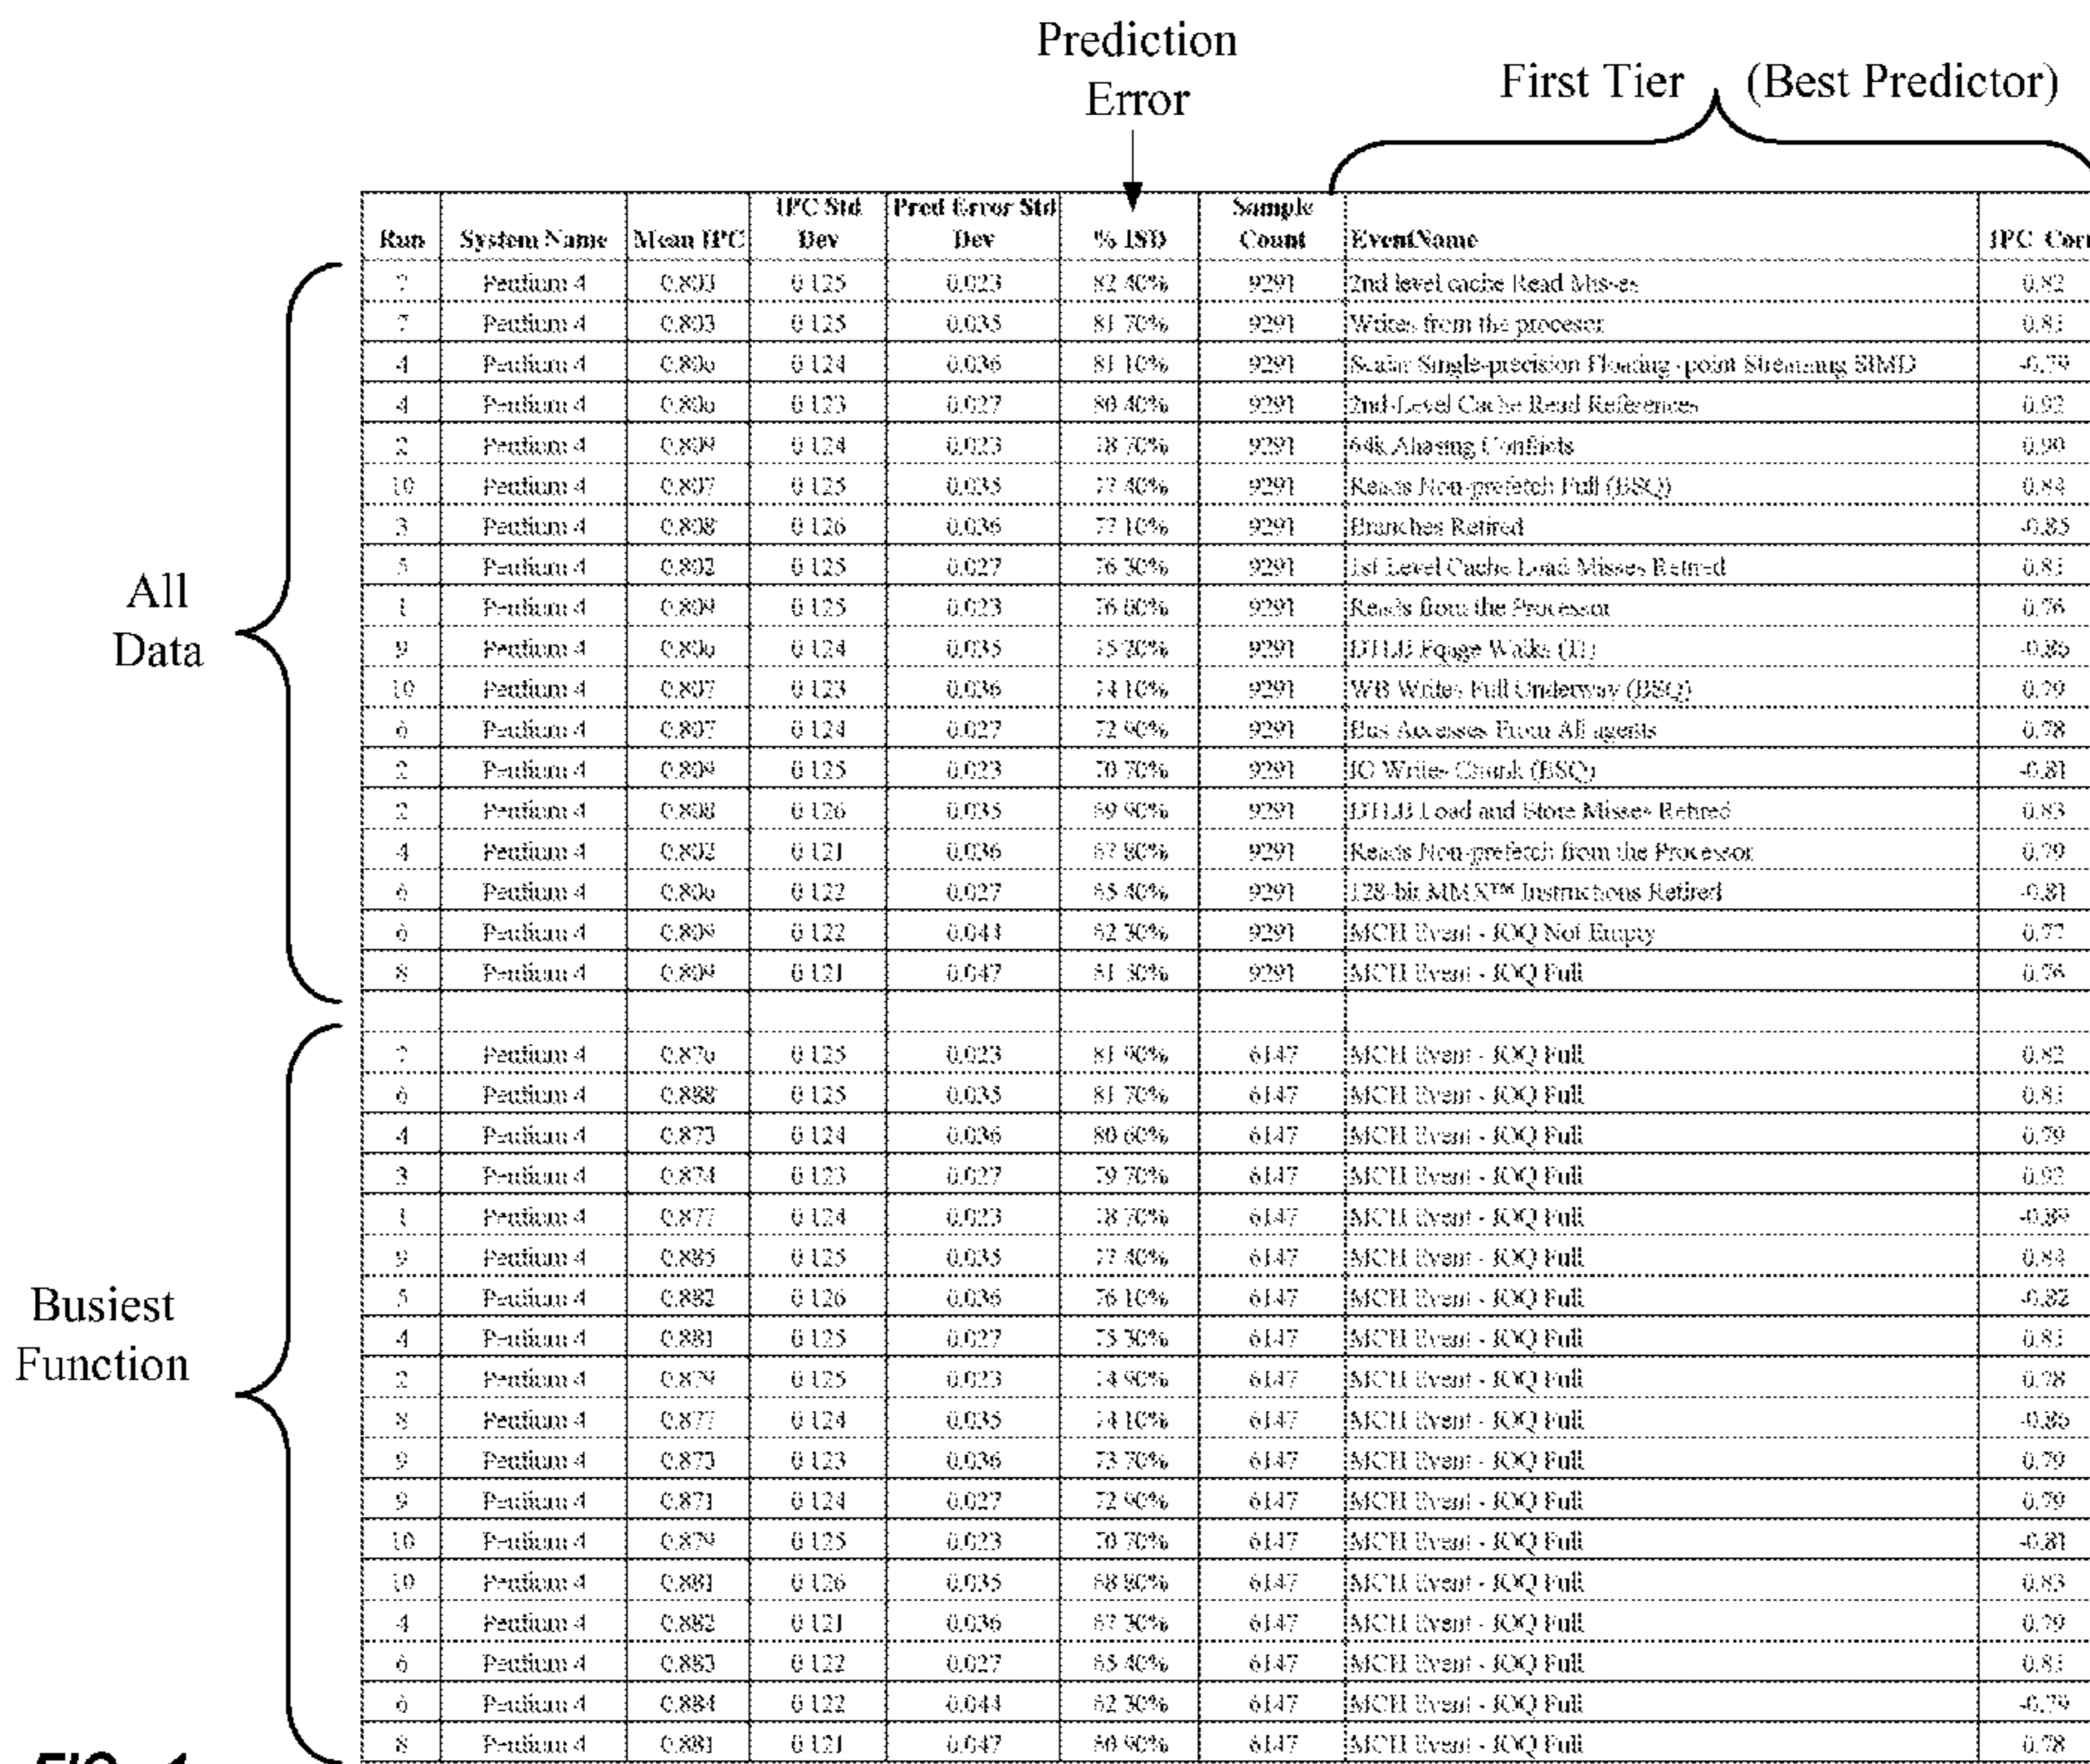 Prediction
Error
First Tier (Best Predictor)
Run System Name Mean IPC IPC Std Dev Pred Error Std Dev % ISD Sample Count EventName IPC Corr
All
Data
7 Pentium 4 0.803 0.125 0.023 82.40% 9291 2nd level cache Read Misses 0.82
7 Pentium 4 0.803 0.125 0.035 81.70% 9291 Writes from the procesor
4 Pentium 4 0.124 0.036 81.10% 9291 Scalar Single-precision Floating-point Streaming SIMD -0.79
4 Pentium 4 0.123 0.027 80.40% 9291 2nd-Level Cache Read References 0.92
2 Pentium 4 0.809 0.124 0.023 78.70% 9291 64k Aliasing Conflicts 0.90
10 Pentium 4 0.807 0.125 0.035 77.40% 9291 Reads Non-prefetch Full (BSQ) 0.84
3 Pentium 4 0.808 0.126 0.036 77.10% 9291 Branches Retired -0.85
5 Pentium 4 0.802 0.125 0.027 76.30% 9291 1st Level Cache Load Misses Retired
1 Pentium 4 0.809 0.125 0.023 9291 Reads from the Processor 0.76
9 Pentium 4 0.124 0.035 9291 DTLB Walks -0.86
10 Pentium 4 0.807 0.123 0.036 74.10% 9291 WB Writes Full Underway (BSQ) 0.79
6 Pentium 4 0.807 0.124 0.027 72.90% 9291 Bus Accesses From All agents 0.78
2 Pentium 4 0.809 0.125 0.023 70.70% 9291 IO Writes Chunk (BSQ) -0.81
2 Pentium 4 0.808 0.126 0.035 69.90% 9291 DTLB Load and Store Misses Retired 0.83
4 Pentium 4 0.802 0.121 0.036 67.80% 9291 Reads Non-prefetch from the Processor 0.79
6 Pentium 4 0.122 0.027 65.40% 9291 128-bit MMX™ Instructions Retired -0.81
6 Pentium 4 0.809 0.122 0.044 62.30% 9291 MCH Event - IOQ Not Empty 0.77
8 Pentium 4 0.809 0.121 0.047 61.30% 9291 MCH Event - IOQ Full 0.76
Busiest
Function
7 Pentium 4 0.125 0.023 81.90% 6147 MCH Event - IOQ Full 0.82
6 Pentium 4 0.888 0.125 0.035 81.70% 6147 MCH Event - IOQ Full
4 Pentium 4 0.873 0.124 0.036 80.60% 6147 MCH Event - IOQ Full 0.79
3 Pentium 4 0.874 0.123 0.027 79.70% 6147 MCH Event - IOQ Full 0.92
1 Pentium 4 0.877 0.124 0.023 78.70% 6147 MCH Event - IOQ Full -0.89
9 Pentium 4 0.885 0.125 0.035 77.40% 6147 MCH Event - IOQ Full 0.84
5 Pentium 4 0.882 0.126 0.036 76.10% 6147 MCH Event - IOQ Full -0.82
4 Pentium 4 0.881 0.125 0.027 75.30% 6147 MCH Event - IOQ Full
2 Pentium 4 0.879 0.125 0.023 74.90% 6147 MCH Event - IOQ Full 0.78
8 Pentium 4 0.877 0.124 0.035 74.10% 6147 MCH Event - IOQ Full -0.86
9 Pentium 4 0.873 0.123 0.036 73.70% 6147 MCH Event - IOQ Full 0.79
9 Pentium 4 0.871 0.124 0.027 72.90% 6147 MCH Event - IOQ Full 0.79
10 Pentium 4 0.879 0.125 0.023 70.70% 6147 MCH Event - IOQ Full -0.81
10 Pentium 4 0.881 0.126 0.035 68.80% 6147 MCH Event - IOQ Full 0.83
4 Pentium 4 0.882 0.121 0.036 67.30% 6147 MCH Event - IOQ Full 0.79
6 Pentium 4 0.883 0.122 0.027 65.40% 6147 MCH Event - IOQ Full
6 Pentium 4 0.884 0.122 0.044 62.30% 6147 MCH Event - IOQ Full -0.79
8 Pentium 4 0.881 0.121 0.047 60.90% 6147 MCH Event - IOQ Full 0.78